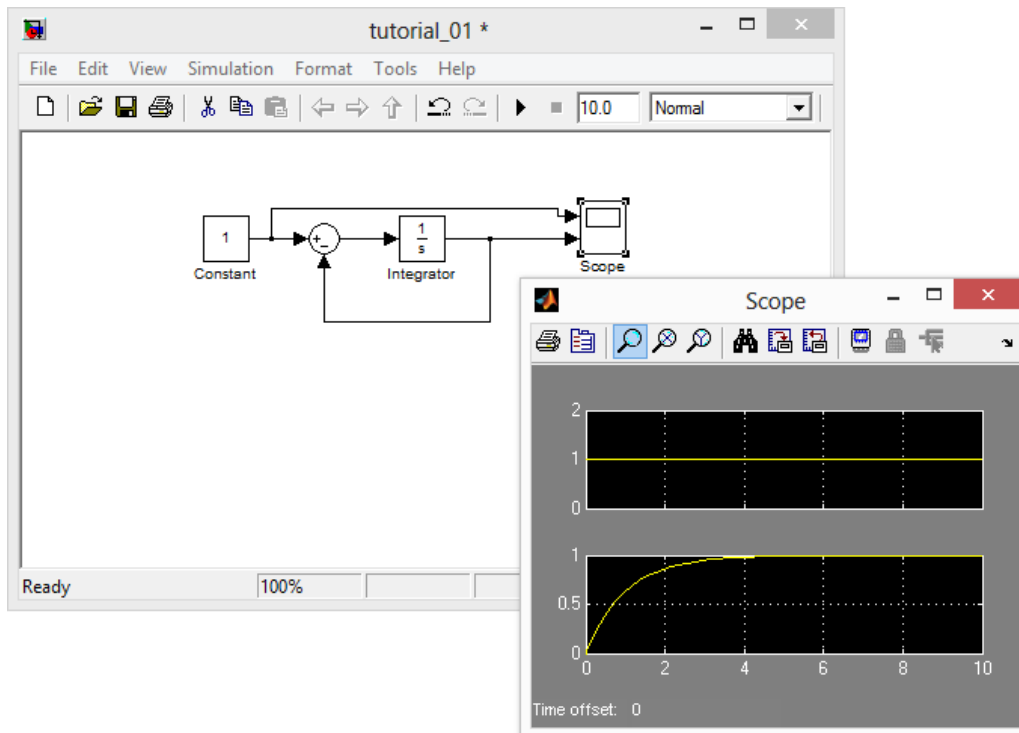 tutorial_01 *
File Edit View Simulation Format Tools Help
10.0 Normal
1
Constant
+
-
1
s
Integrator
Scope
Ready 100%
Scope
2
1
0
1
0.5
0
0 2 4 6 8 10
Time offset: 0